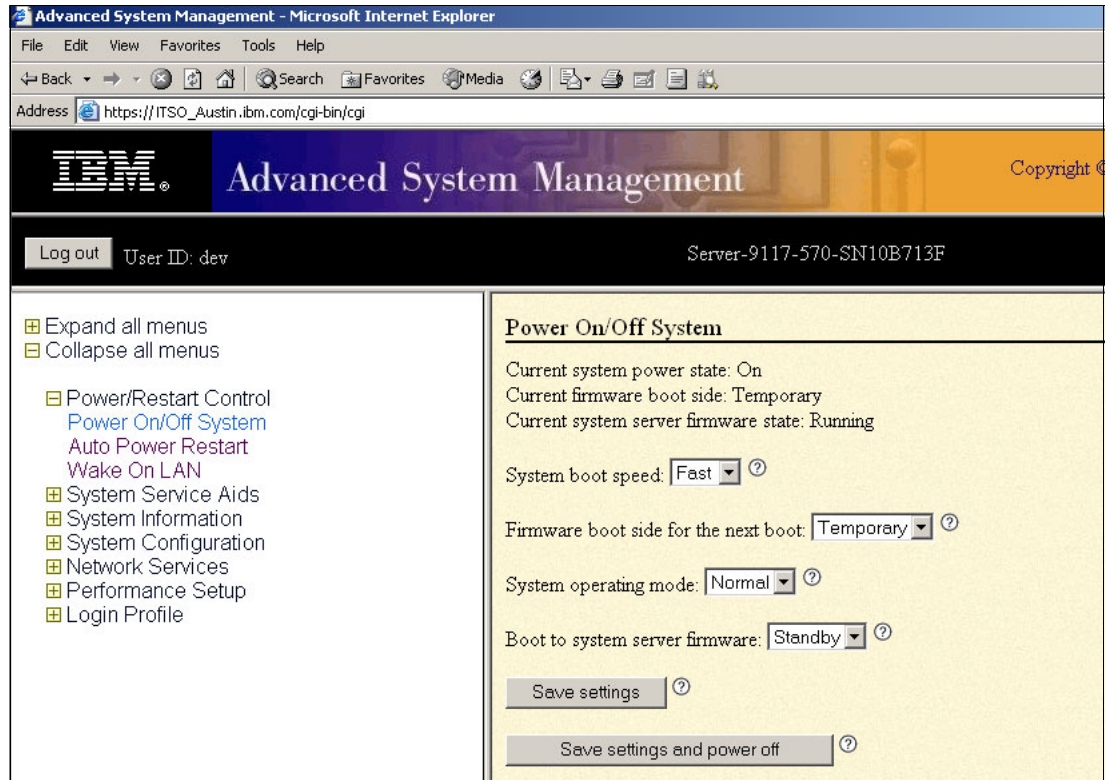 Advanced System Management - Microsoft Internet Explorer
File Edit View Favorites Tools Help
Back Search Favorites Media
Address https://ITSO_Austin.ibm.com/cgi-bin/cgi
IBM® Advanced System Management Copyright ©
Log out User ID: dev Server-9117-570-SN10B713F
Expand all menus
Collapse all menus
Power/Restart Control
Power On/Off System
Auto Power Restart
Wake On LAN
System Service Aids
System Information
System Configuration
Network Services
Performance Setup
Login Profile
Power On/Off System
Current system power state: On
Current firmware boot side: Temporary
Current system server firmware state: Running
System boot speed: Fast ?
Firmware boot side for the next boot: Temporary ?
System operating mode: Normal ?
Boot to system server firmware: Standby ?
Save settings ?
Save settings and power off ?